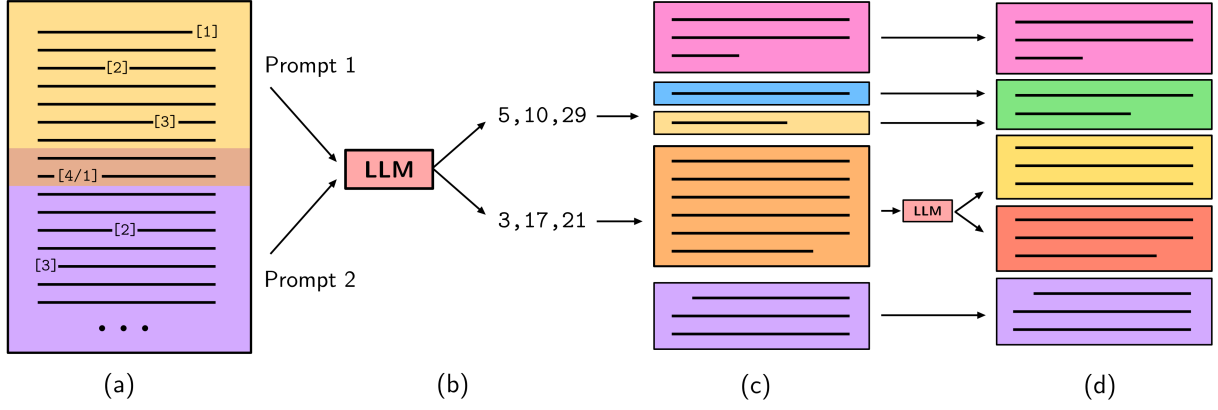 [1]
[2]
[3]
[4/1]
[2]
[3]
Prompt 1
Prompt 2
LLM
5,10,29
3,17,21
LLM
(a)
(b)
(c)
(d)